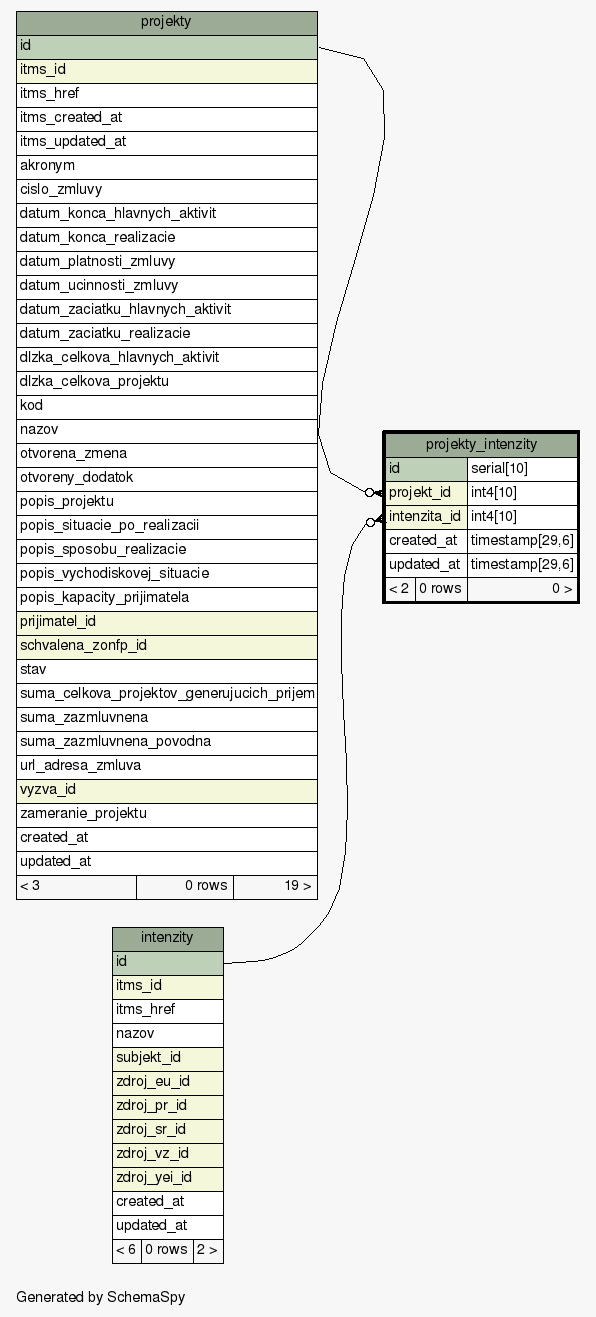 projekty
id
itms_id
itms_href
itms_created_at
itms_updated_at
akronym
cislo_zmluvy
datum_konca_hlavnych_aktivit
datum_konca_realizacie
datum_platnosti_zmluvy
datum_ucinnosti_zmluvy
datum_zaciatku_hlavnych_aktivit
datum_zaciatku_realizacie
dlzka_celkova_hlavnych_aktivit
dlzka_celkova_projektu
kod
nazov
otvorena_zmena
otvoreny_dodatok
popis_projektu
popis_situacie_po_realizacii
popis_sposobu_realizacie
popis_vychodiskovej_situacie
popis_kapacity_prijimatela
prijimatel_id
schvalena_zonfp_id
stav
suma_celkova_projektov_generujucich_prijem
suma_zazmluvnena
suma_zazmluvnena_povodna
url_adresa_zmluva
vyzva_id
zameranie_projektu
created_at
updated_at
< 3 0 rows 19 >
projekty_intenzity
id serial[10]
projekt_id int4[10]
intenzita_id int4[10]
created_at timestamp[29,6]
updated_at timestamp[29,6]
< 2 0 rows 0 >
intenzity
id
itms_id
itms_href
nazov
subjekt_id
zdroj_eu_id
zdroj_pr_id
zdroj_sr_id
zdroj_vz_id
zdroj_yei_id
created_at
updated_at
< 6 0 rows 2 >
Generated by SchemaSpy